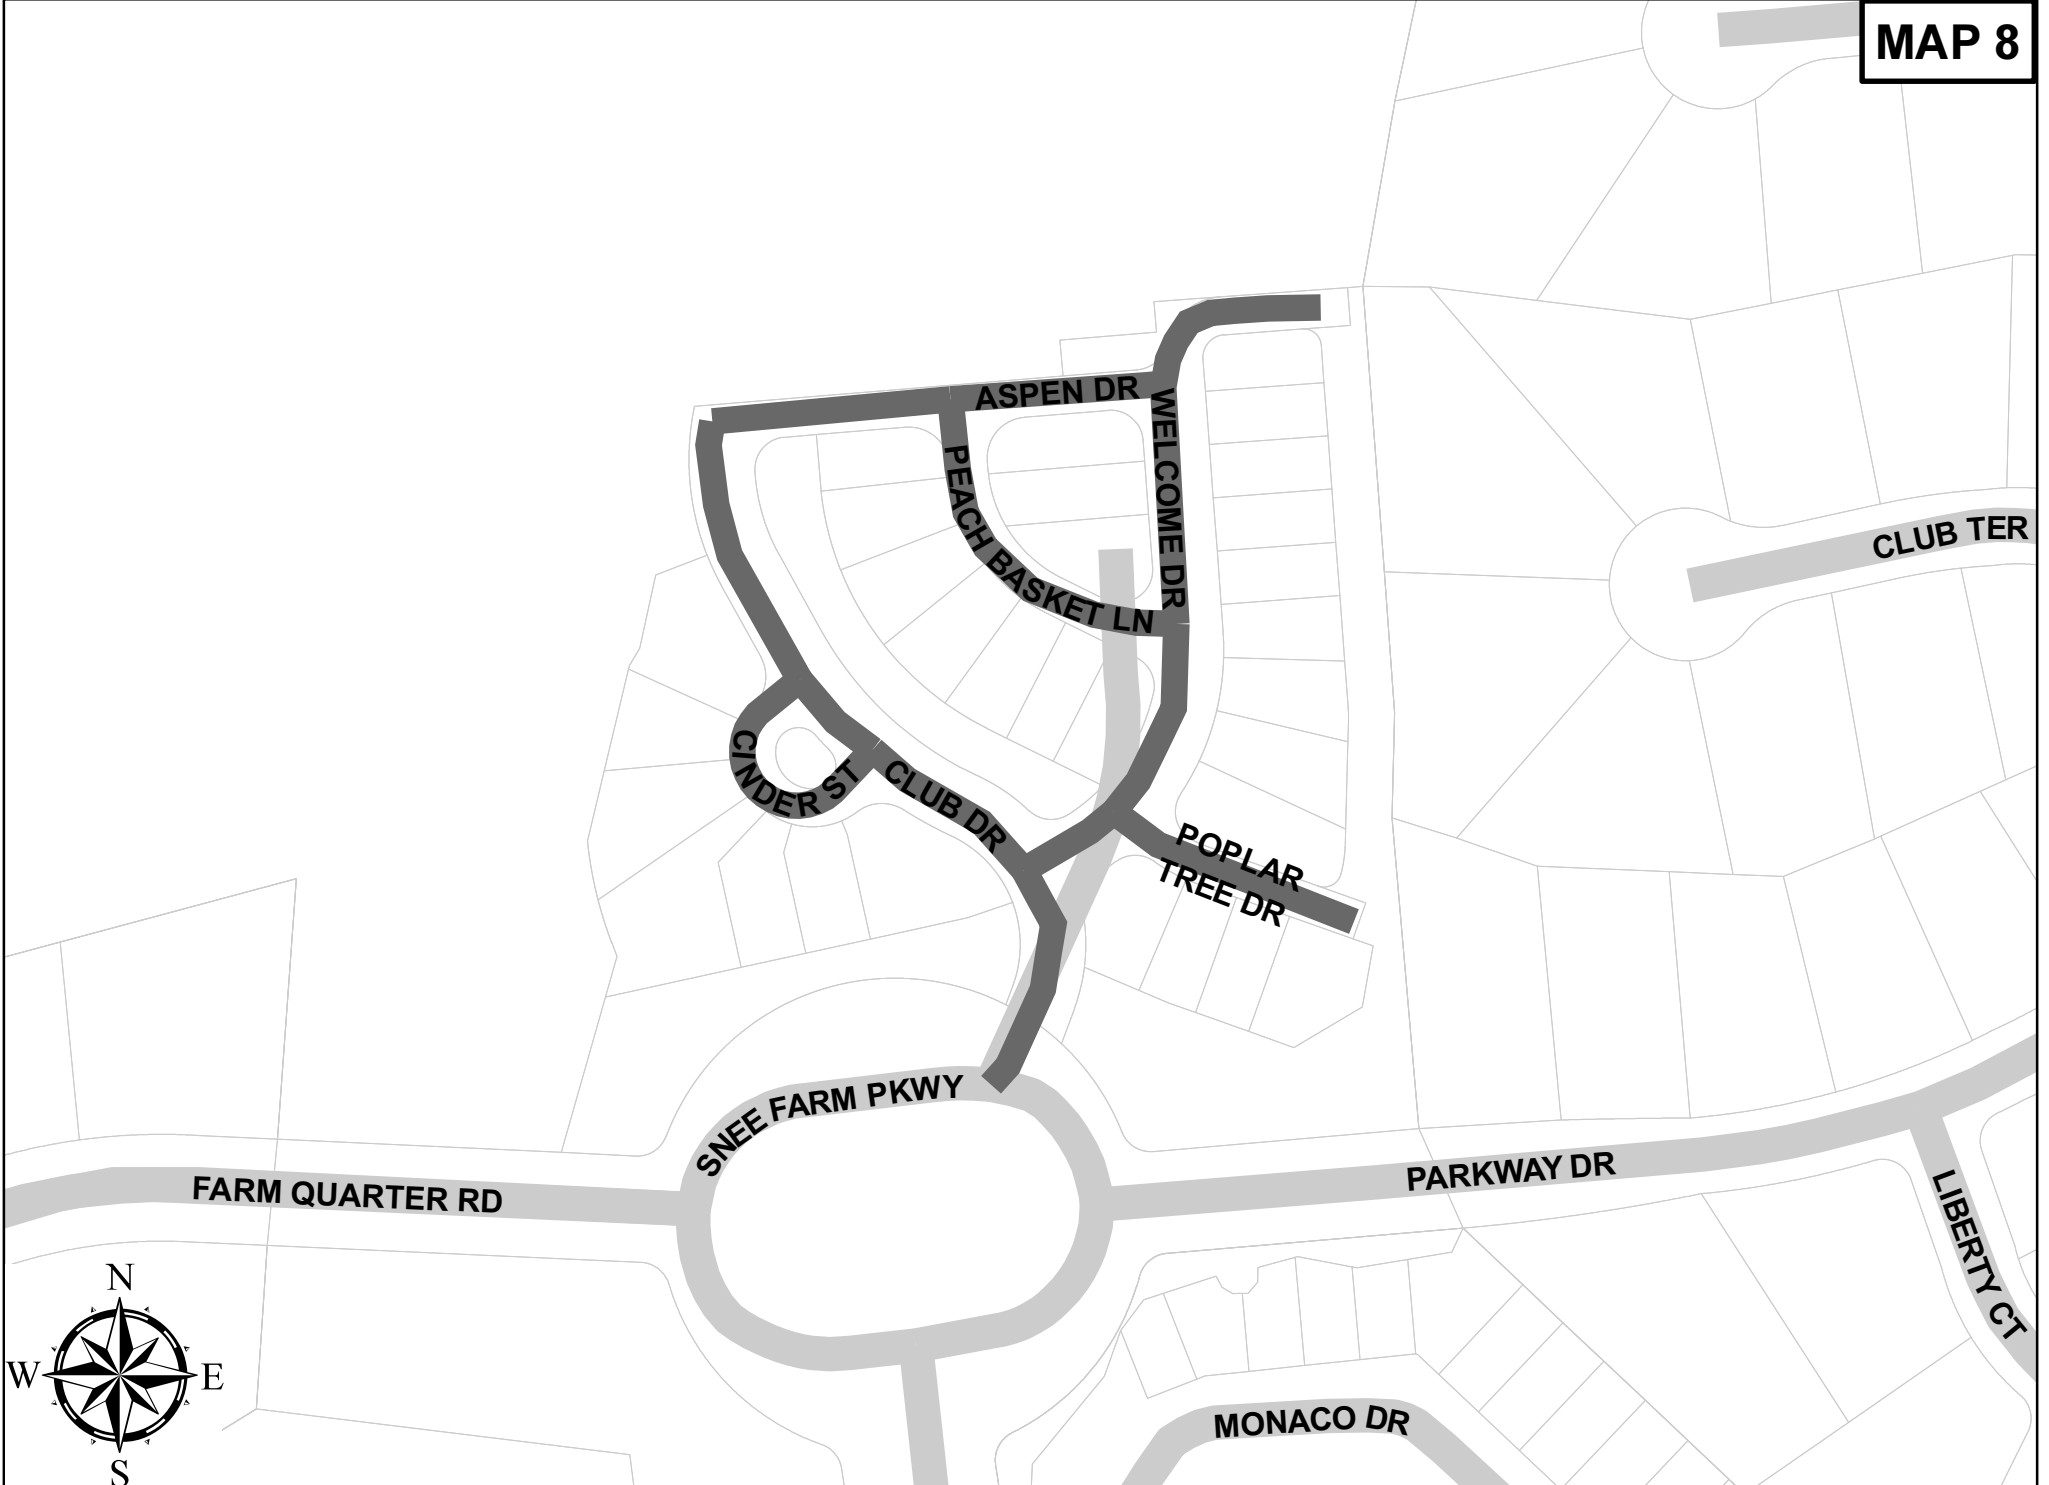 MAP 8
ASPEN DR
WELCOME DR
PEACH BASKET LN
CLUB TER
CINDER ST
CLUB DR
POPLAR
TREE DR
SNEE FARM PKWY
FARM QUARTER RD
PARKWAY DR
LIBERTY CT
MONACO DR
N
W
E
S